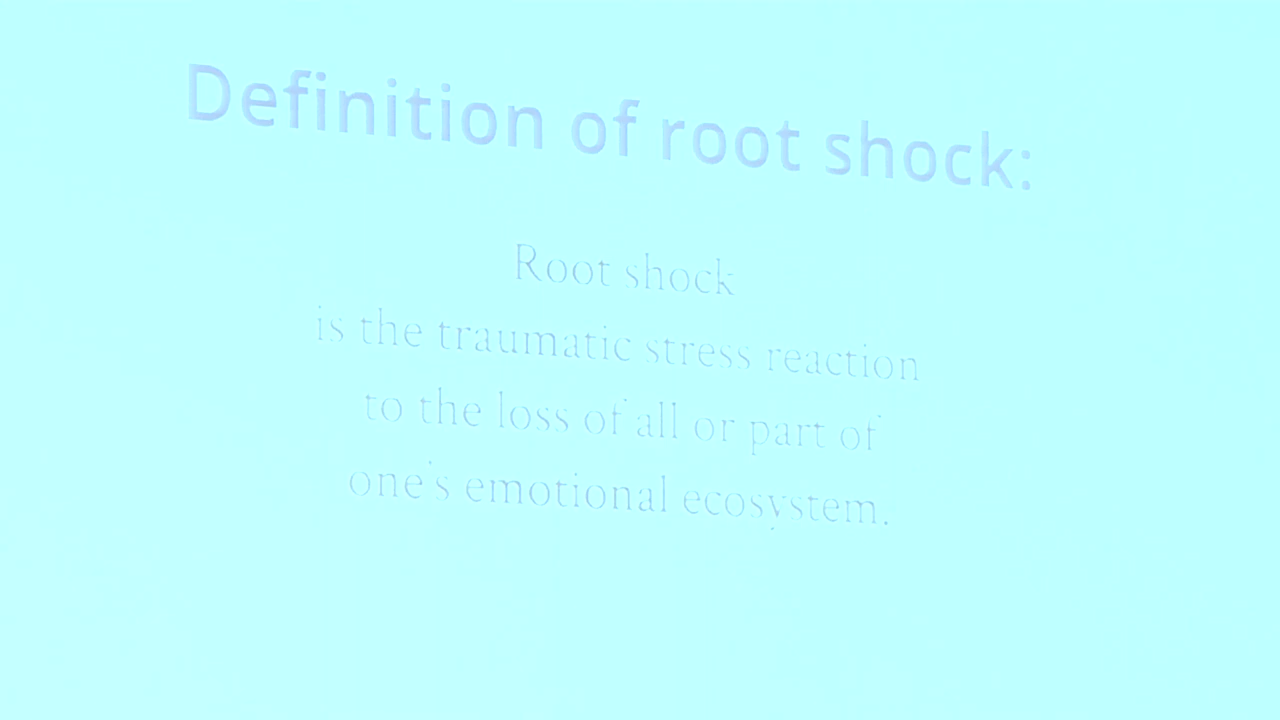 Definition of root shock:
Root shock
is the traumatic stress reaction
to the loss of all or part of
one's emotional ecosystem.